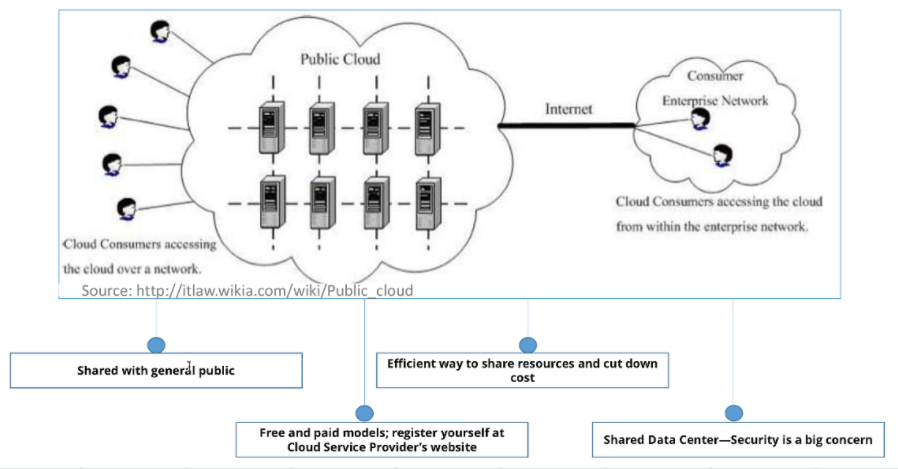 Public Cloud
Internet
Consumer
Enterprise Network
Cloud Consumers accessing
the cloud over a network.
Cloud Consumers accessing the cloud
from within the enterprise network.
Source: http://itlaw.wikia.com/wiki/Public_cloud
Shared with general public
Efficient way to share resources and cut down
cost
Free and paid models; register yourself at
Cloud Service Provider’s website
Shared Data Center—Security is a big concern